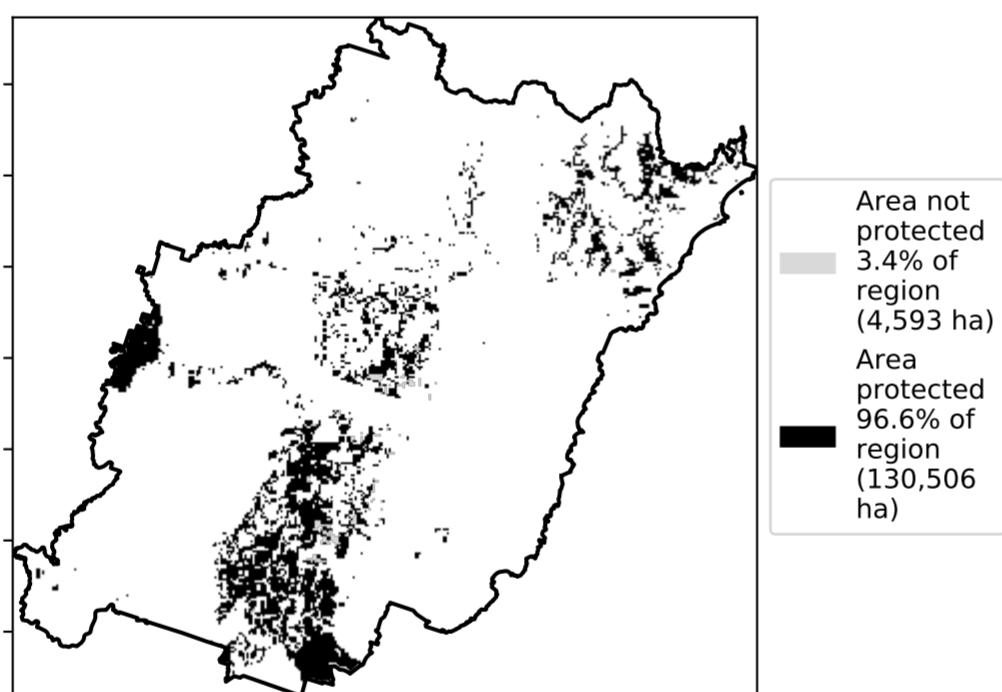 Area not
protected
3.4% of
region
(4,593 ha)
Area
protected
96.6% of
region
(130,506
ha)